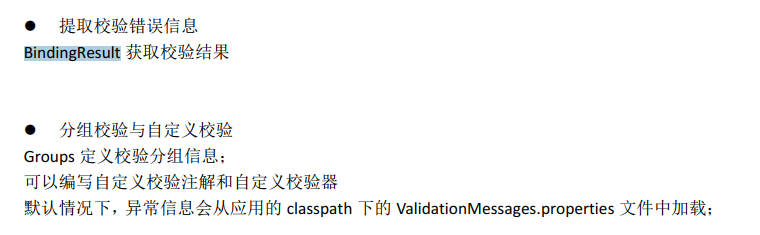 ● 提取校验错误信息
BindingResult 获取校验结果
● 分组校验与自定义校验
Groups 定义校验分组信息；
可以编写自定义校验注解和自定义校验器
默认情况下，异常信息会从应用的 classpath 下的 ValidationMessages.properties 文件中加载；